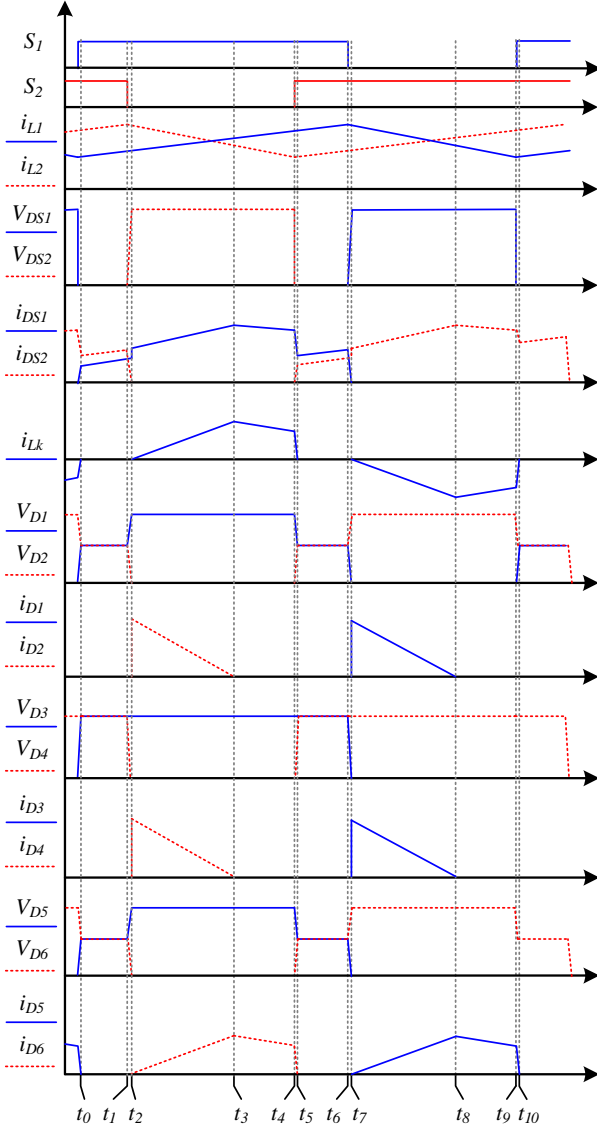 S1
S2
iL1
iL2
VDS1
VDS2
iDS1
iDS2
iLk
VD1
VD2
iD1
iD2
VD3
VD4
iD3
iD4
VD5
VD6
iD5
iD6
t0 t1 t2 t3 t4 t5 t6 t7 t8 t9 t10